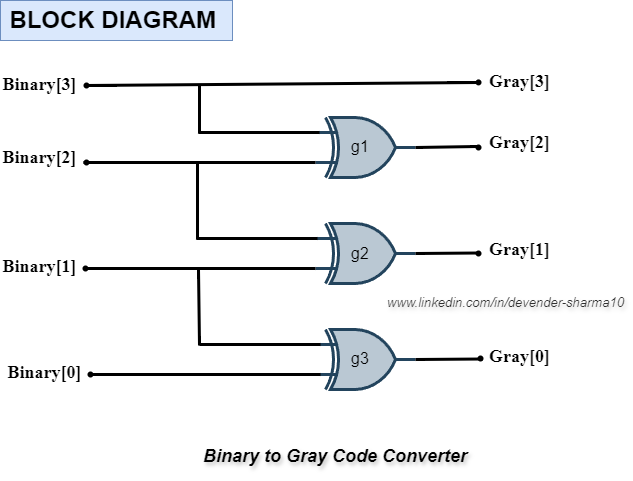 BLOCK DIAGRAM
Binary[3]
Gray[3]
g1
Gray[2]
Binary[2]
g2
Gray[1]
Binary[1]
www.linkedin.com/in/devender-sharma10
g3
Gray[0]
Binary[0]
Binary to Gray Code Converter